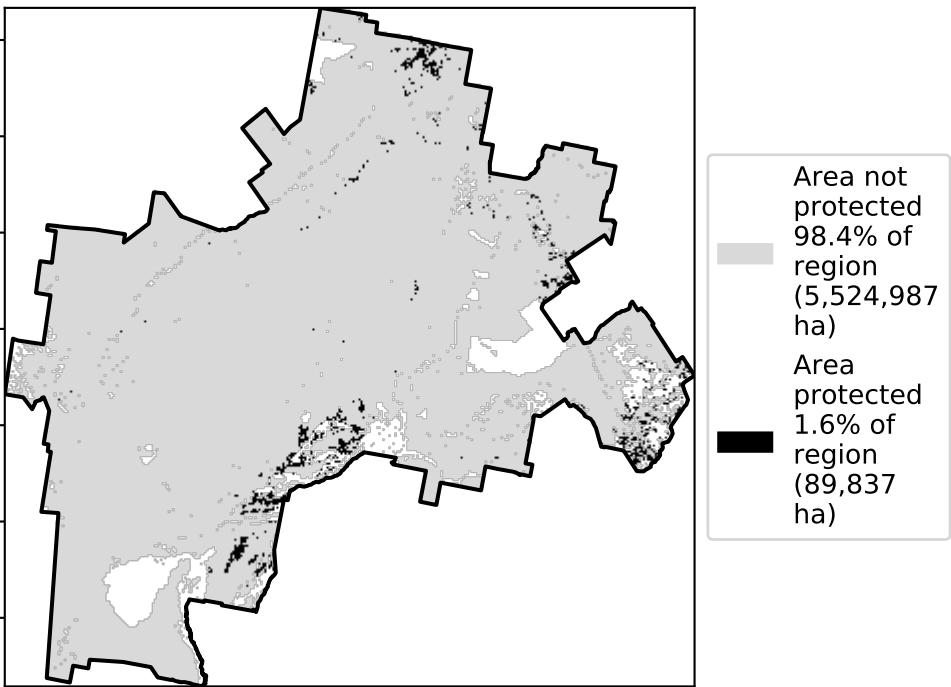 Area not
protected
98.4% of
region
(5,524,987
ha)
Area
protected
1.6% of
region
(89,837
ha)